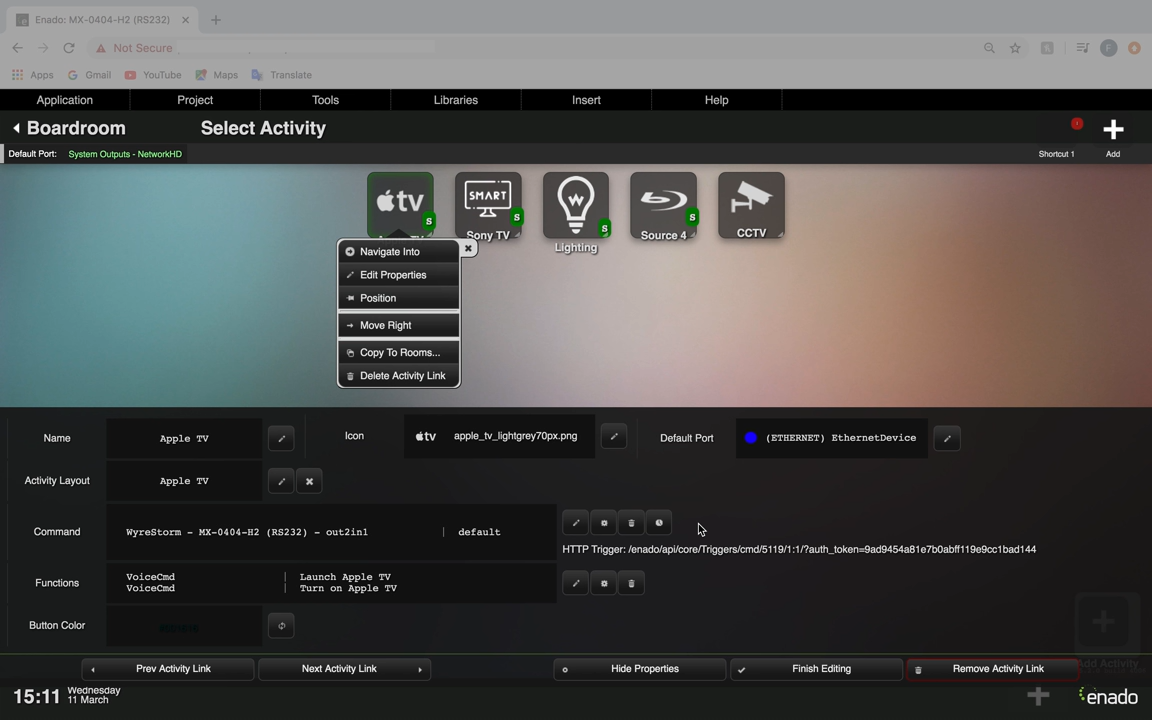 Enado: MX-0404-H2 (RS232)
Not Secure
Apps Gmail YouTube Maps Translate
Application Project Tools Libraries Insert Help
Boardroom Select Activity
Default Port: System Outputs - NetworkHD Shortcut 1 Add
tv SMART W
S S S S
Sony TV Source 4 CCTV
Lighting
Navigate Into
Edit Properties
Position
Move Right
Copy To Rooms...
Delete Activity Link
Name Apple TV Icon tv apple_tv_lightgrey70px.png Default Port (ETHERNET) EthernetDevice
Activity Layout Apple TV
Command WyreStorm - MX-0404-H2 (RS232) - out2in1 | default
HTTP Trigger: /enado/api/core/Triggers/cmd/5119/1:1/?auth_token=9ad9454a81e7b0abff119e9cc1bad144
Functions VoiceCmd | Launch Apple TV
VoiceCmd | Turn on Apple TV
Button Color
Add Activity
Prev Activity Link Next Activity Link Hide Properties Finish Editing Remove Activity Link
15:11 Wednesday
11 March
enado